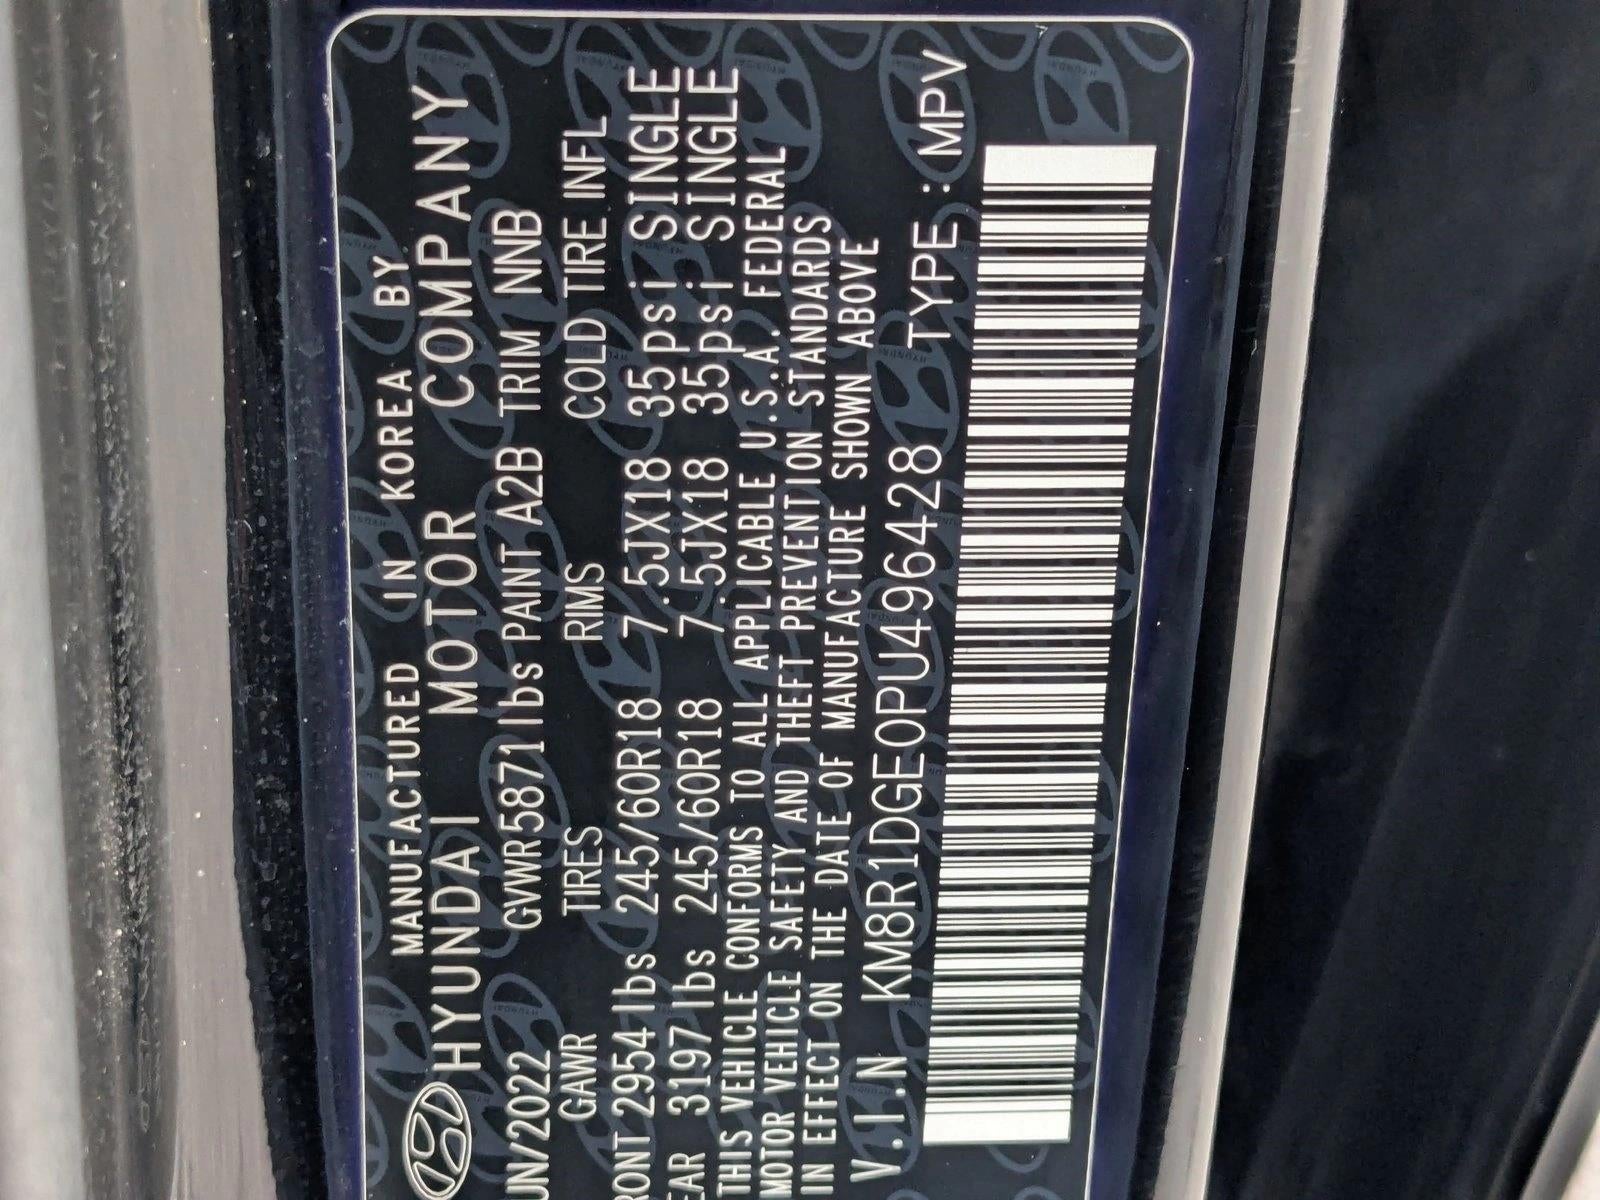 MANUFACTURED IN KOREA BY
HYUNDAI MOTOR COMPANY
UN/2022 GVWR5871lbs PAINT A2B TRIM NNB
GAWR TIRES RIMS COLD TIRE INFL
RONT 2954lbs 245/60R18 7.5JX18 35psi SINGLE
EAR 3197lbs 245/60R18 7.5JX18 35psi SINGLE
THIS VEHICLE CONFORMS TO ALL APPLICABLE U.S.A. FEDERAL
MOTOR VEHICLE SAFETY AND THEFT PREVENTION STANDARDS
IN EFFECT ON THE DATE OF MANUFACTURE SHOWN ABOVE
V.I.N KM8R1DGE0PU496428 TYPE: MPV